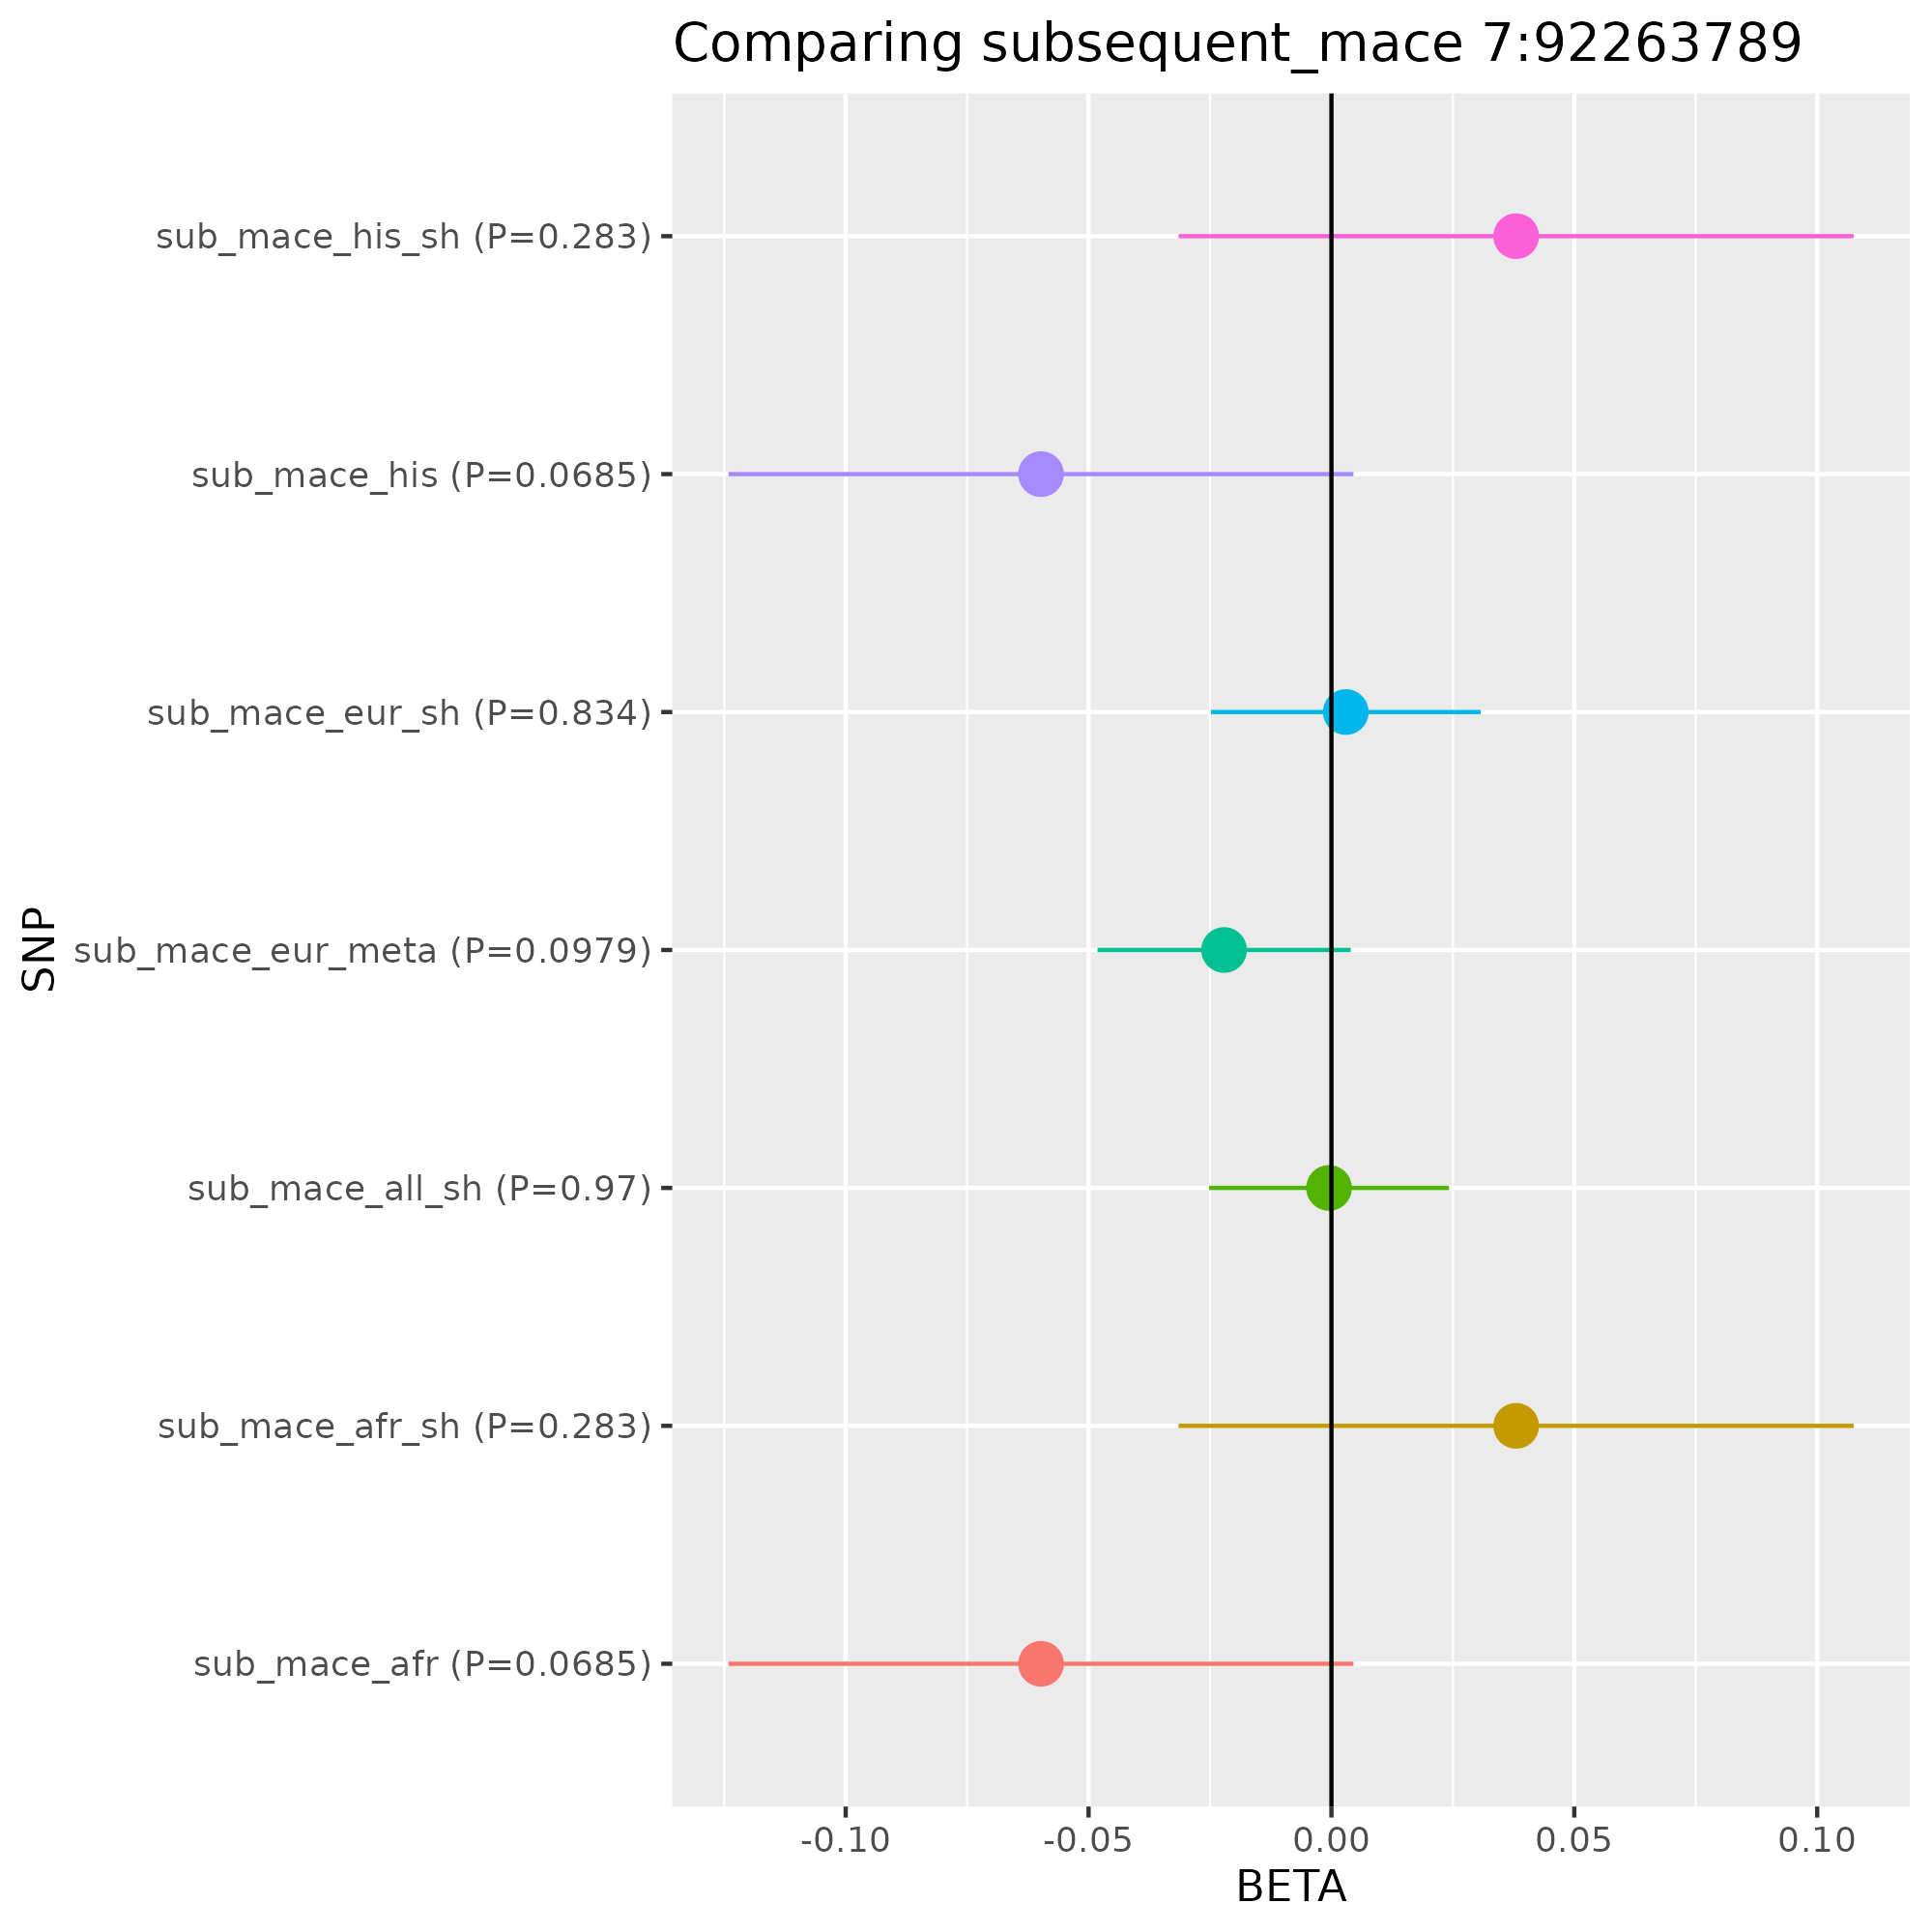 Comparing subsequent_mace 7:92263789
sub_mace_his_sh (P=0.283)
sub_mace_his (P=0.0685)
sub_mace_eur_sh (P=0.834)
SNP
sub_mace_eur_meta (P=0.0979)
sub_mace_all_sh (P=0.97)
sub_mace_afr_sh (P=0.283)
sub_mace_afr (P=0.0685)
-0.10 -0.05 0.00 0.05 0.10
BETA